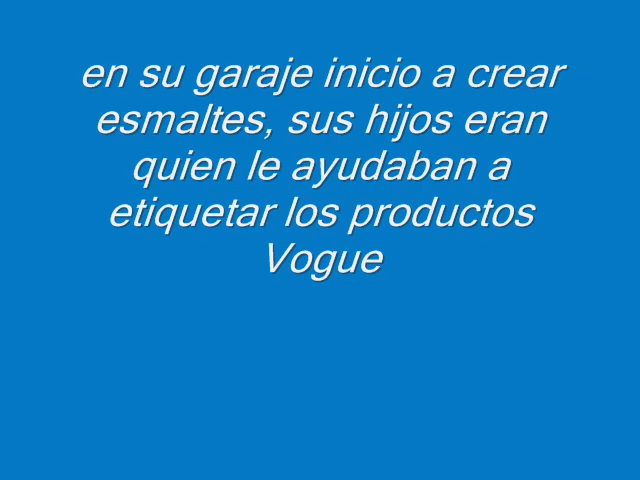 en su garaje inicio a crear
esmaltes, sus hijos eran
quien le ayudaban a
etiquetar los productos
Vogue